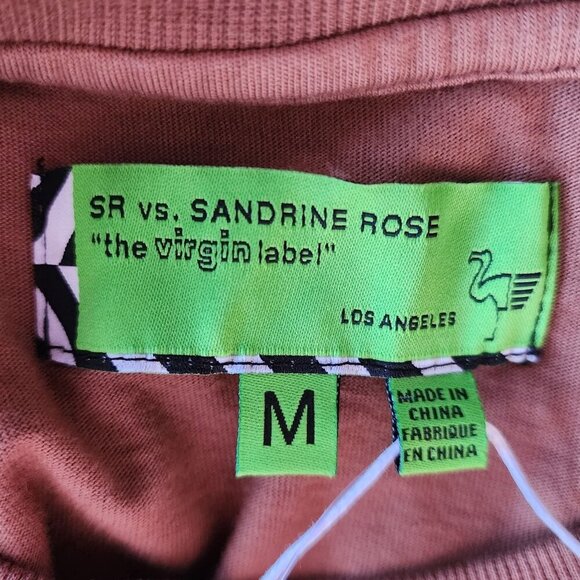 SR vs. SANDRINE ROSE
"the virgin label"
LOS ANGELES
M
MADE IN
CHINA
FABRIQUE
EN CHINA